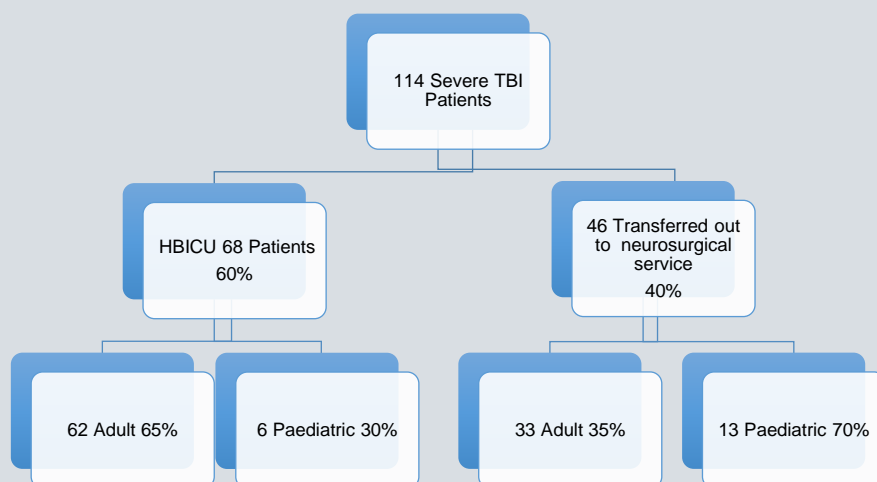 114 Severe TBI
Patients
HBICU 68 Patients
60%
46 Transferred out
to neurosurgical
service
40%
62 Adult 65%
6 Paediatric 30%
33 Adult 35%
13 Paediatric 70%